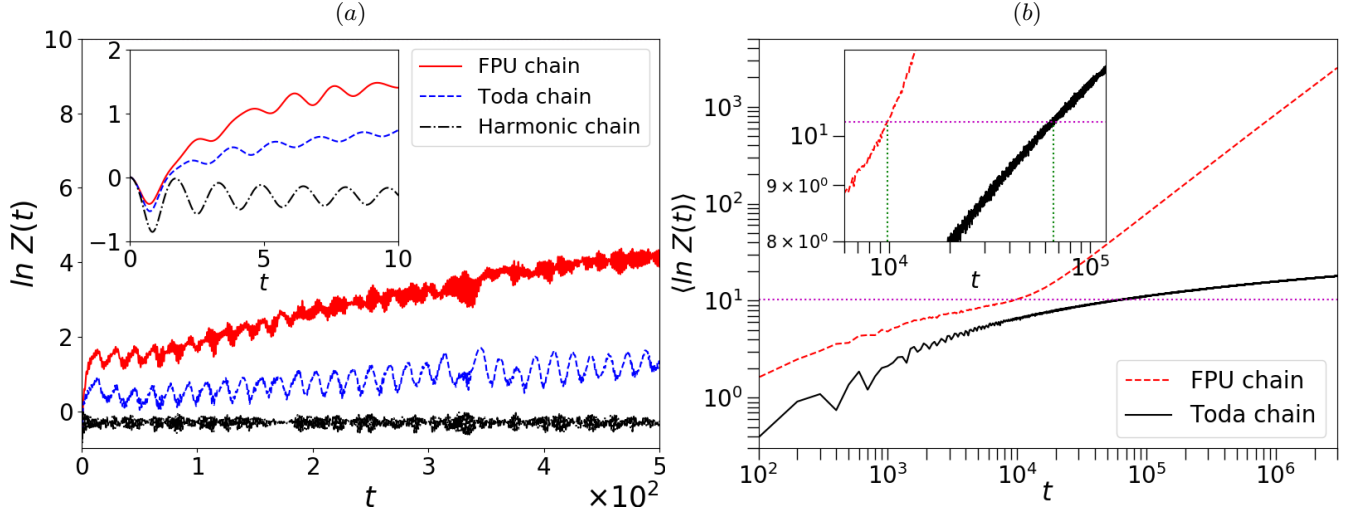 (a)
(b)
10
8
6
4
2
0
ln Z(t)
0
1
2
3
4
5
t
×10²
2
1
0
−1
0
5
10
t
FPU chain
Toda chain
Harmonic chain
10³
10²
10¹
10⁰
⟨ln Z(t)⟩
10²
10³
10⁴
10⁵
10⁶
t
10¹
9 × 10⁰
8 × 10⁰
10⁴
10⁵
t
FPU chain
Toda chain